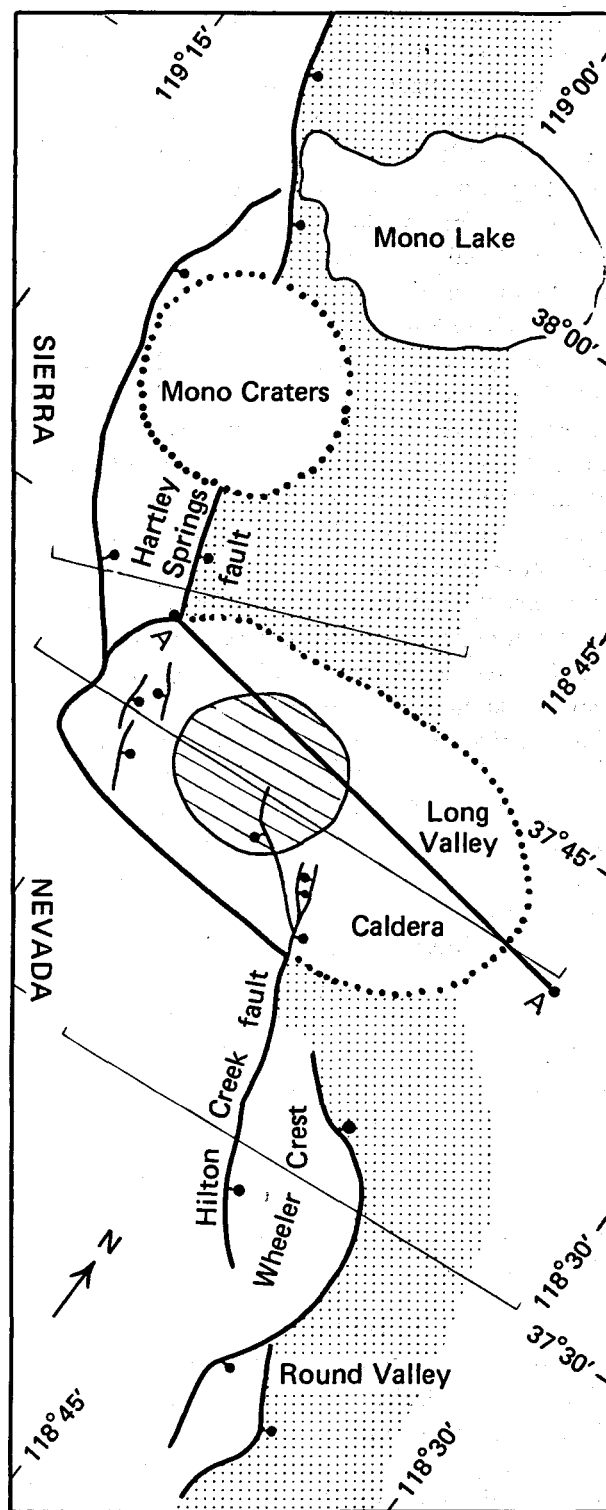 119°15′
119°00′
Mono Lake
38°00′
SIERRA
Mono Craters
Hartley
Springs
fault
A
118°45′
Long
Valley
37°45′
NEVADA
Caldera
A
Hilton Creek fault
Wheeler Crest
N
118°30′
37°30′
Round Valley
118°45′
118°30′